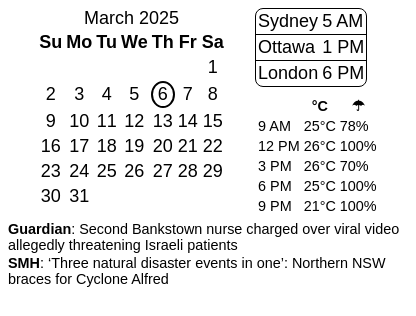 March 2025
Su Mo Tu We Th Fr Sa
1
2 3 4 5 6 7 8
9 10 11 12 13 14 15
16 17 18 19 20 21 22
23 24 25 26 27 28 29
30 31
Sydney 5 AM
Ottawa 1 PM
London 6 PM
°C ☂
9 AM 25°C 78%
12 PM 26°C 100%
3 PM 26°C 70%
6 PM 25°C 100%
9 PM 21°C 100%
Guardian: Second Bankstown nurse charged over viral video
allegedly threatening Israeli patients
SMH: ‘Three natural disaster events in one’: Northern NSW
braces for Cyclone Alfred